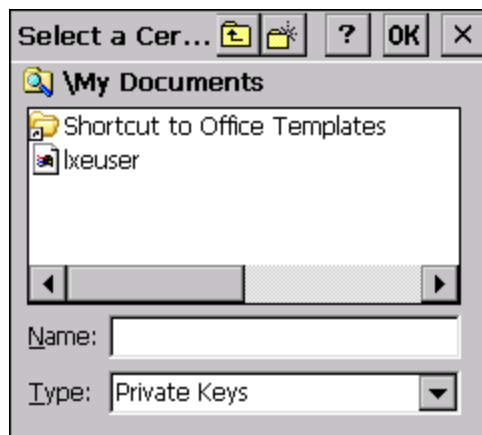 Select a Cer... ? OK ×
\My Documents
Shortcut to Office Templates
lxeuser
Name:
Type: Private Keys